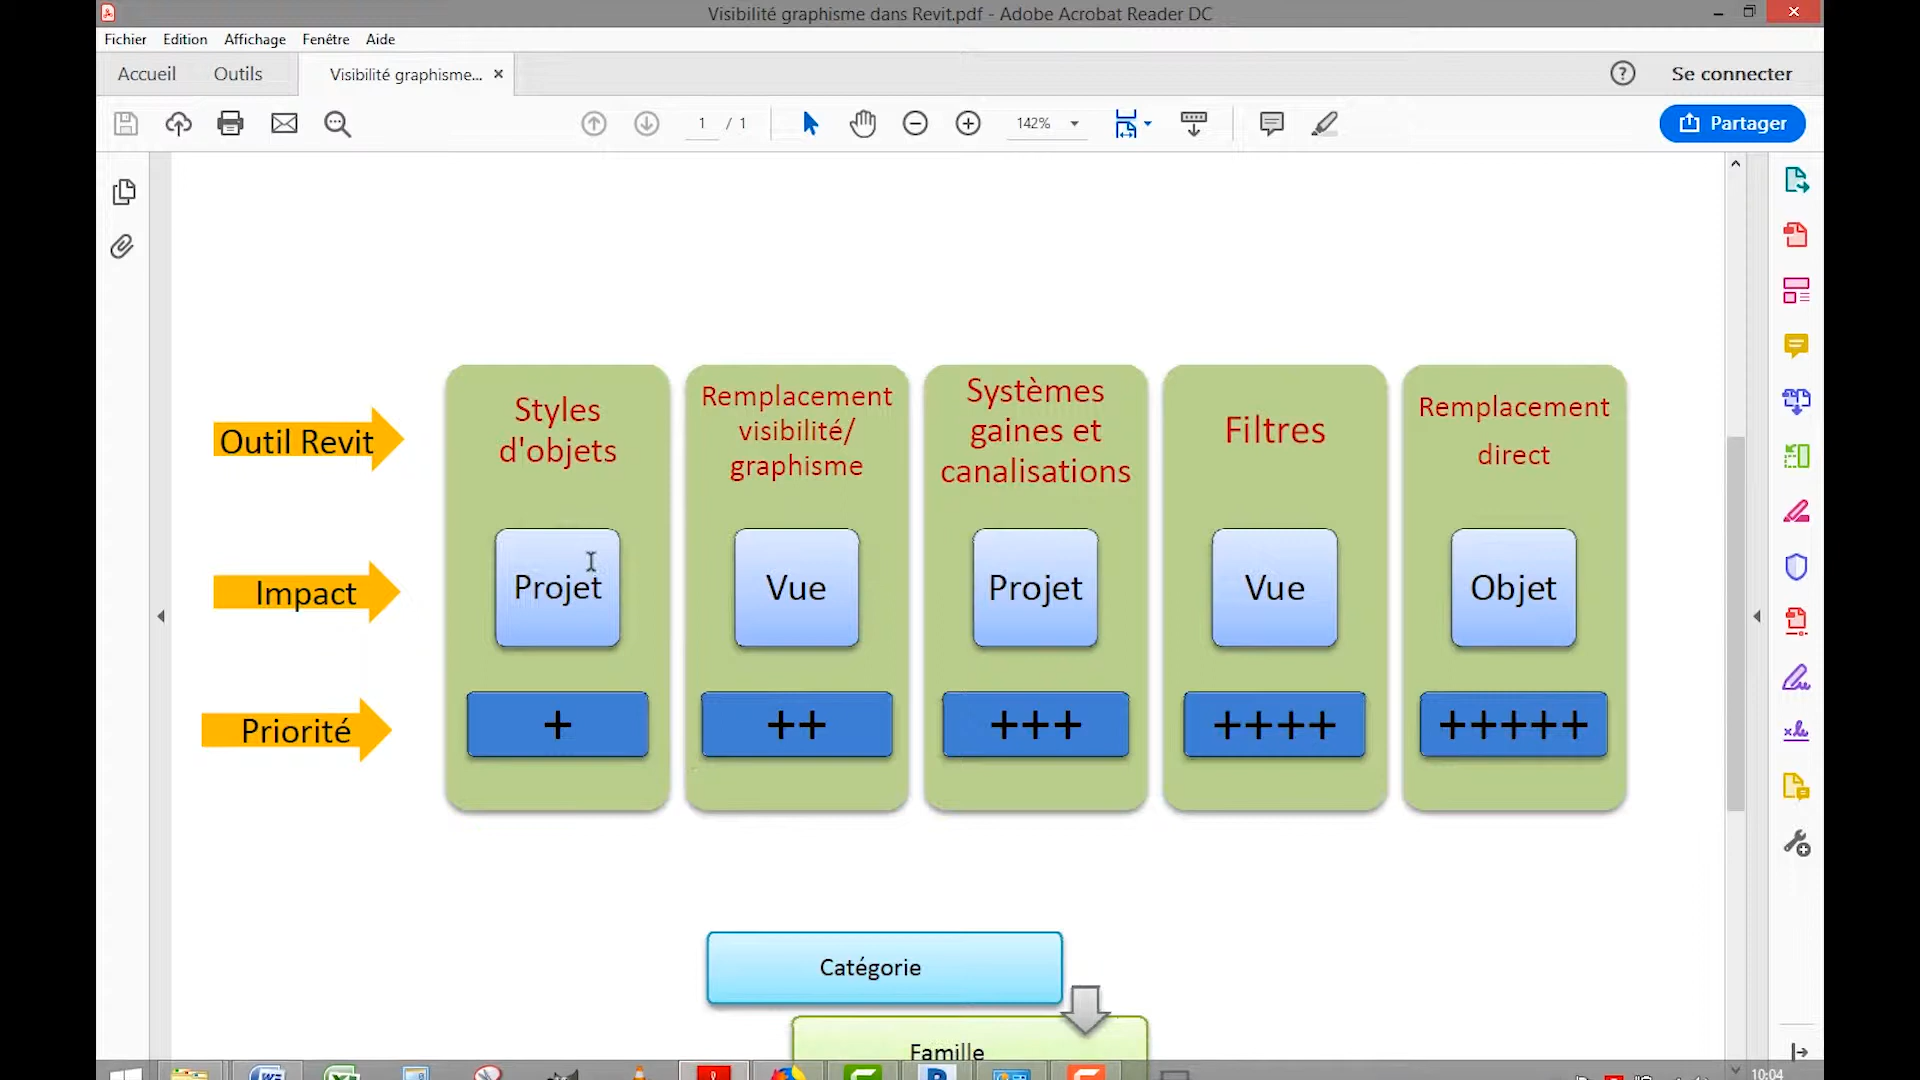 Visibilité graphisme dans Revit.pdf - Adobe Acrobat Reader DC
Fichier Edition Affichage Fenêtre Aide
Accueil Outils Visibilité graphisme... × Se connecter
1 / 1 142% Partager
Outil Revit
Styles
d'objets
Remplacement
visibilité/
graphisme
Systèmes
gaines et
canalisations
Filtres
Remplacement
direct
Impact
Projet Vue Projet Vue Objet
Priorité
+ ++ +++ ++++ +++++
Catégorie
Famille
10:04